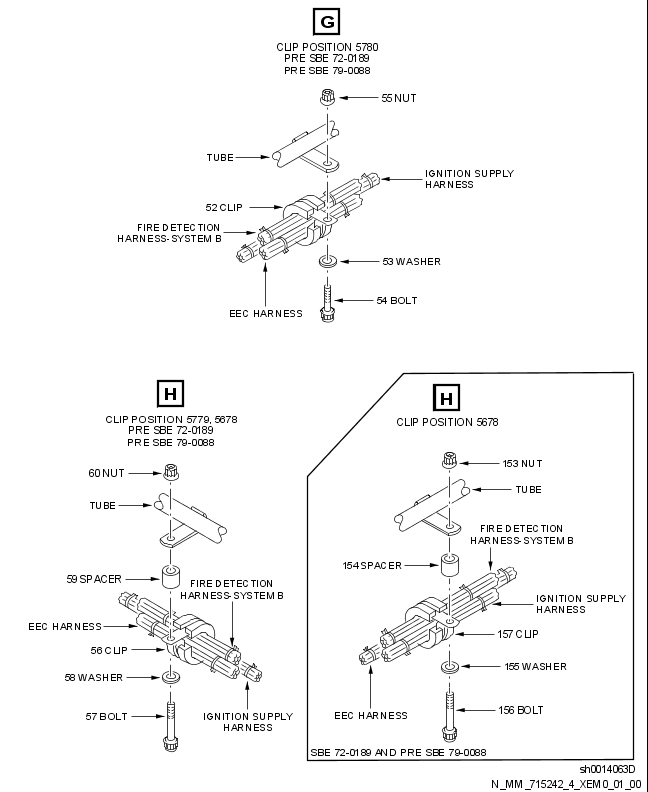 G
CLIP POSITION 5780
PRE SBE 72-0189
PRE SBE 79-0088
55 NUT
TUBE
IGNITION SUPPLY
HARNESS
52 CLIP
FIRE DETECTION
HARNESS-SYSTEM B
53 WASHER
EEC HARNESS
54 BOLT
H
CLIP POSITION 5779, 5678
PRE SBE 72-0189
PRE SBE 79-0088
60 NUT
TUBE
59 SPACER
FIRE DETECTION
HARNESS-SYSTEM B
EEC HARNESS
56 CLIP
58 WASHER
57 BOLT
IGNITION SUPPLY
HARNESS
H
CLIP POSITION 5678
153 NUT
TUBE
FIRE DETECTION
HARNESS-SYSTEM B
154 SPACER
IGNITION SUPPLY
HARNESS
157 CLIP
155 WASHER
EEC HARNESS
156 BOLT
SBE 72-0189 AND PRE SBE 79-0088
sh0014063D
N_MM_715242_4_XEM0_01_00